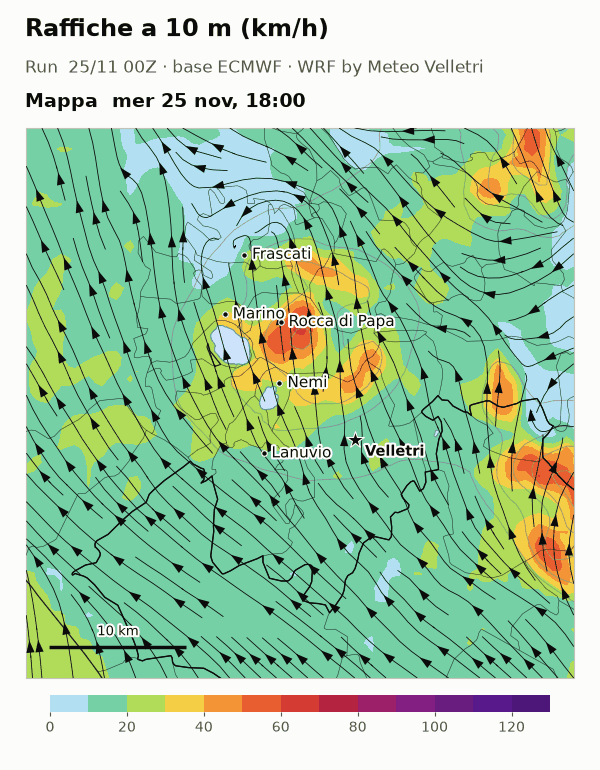 Raffiche a 10 m (km/h)
Run  25/11 00Z · base ECMWF · WRF by Meteo Velletri
Mappa  mer 25 nov, 18:00
Frascati
Marino
Rocca di Papa
Nemi
Velletri
Lanuvio
10 km
0 20 40 60 80 100 120